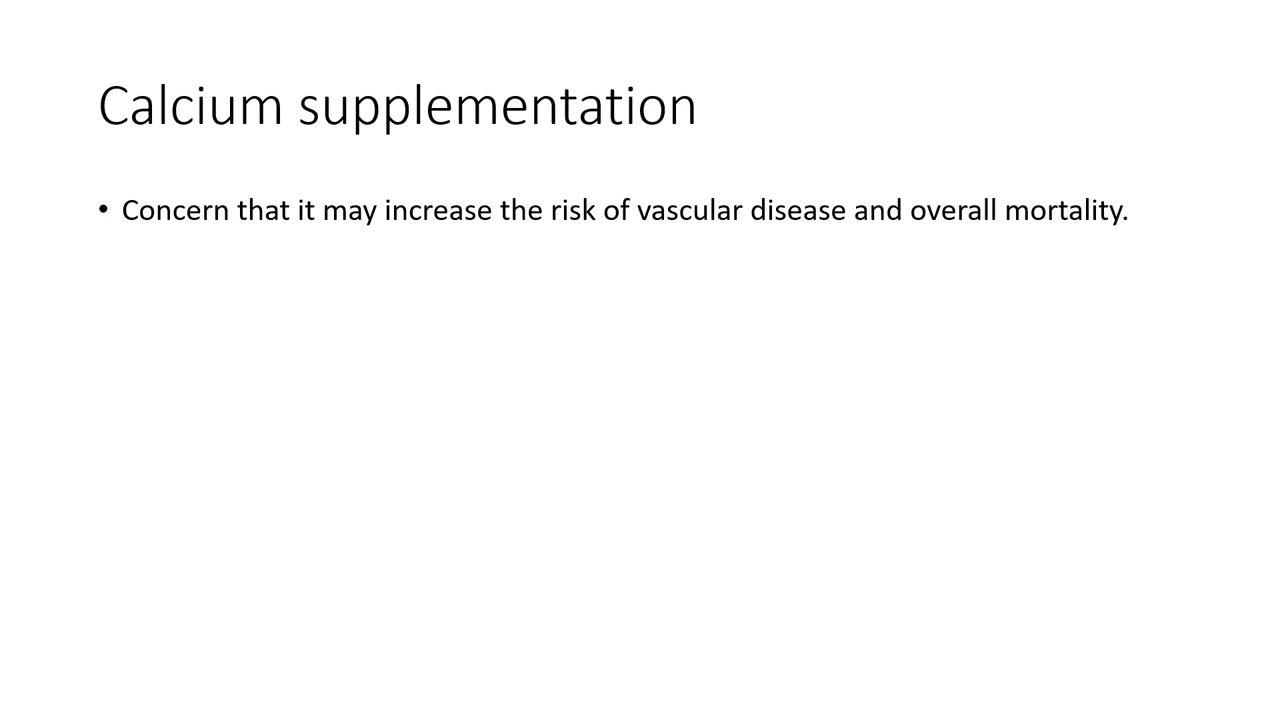 Calcium supplementation
• Concern that it may increase the risk of vascular disease and overall mortality.